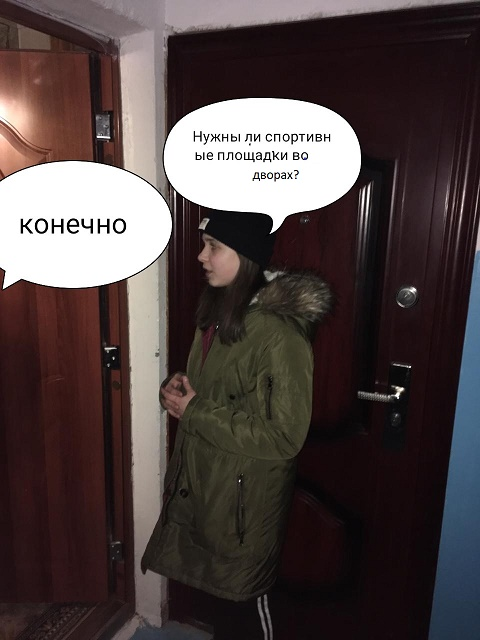 Нужны ли спортивн
ые площадки во
дворах?
конечно